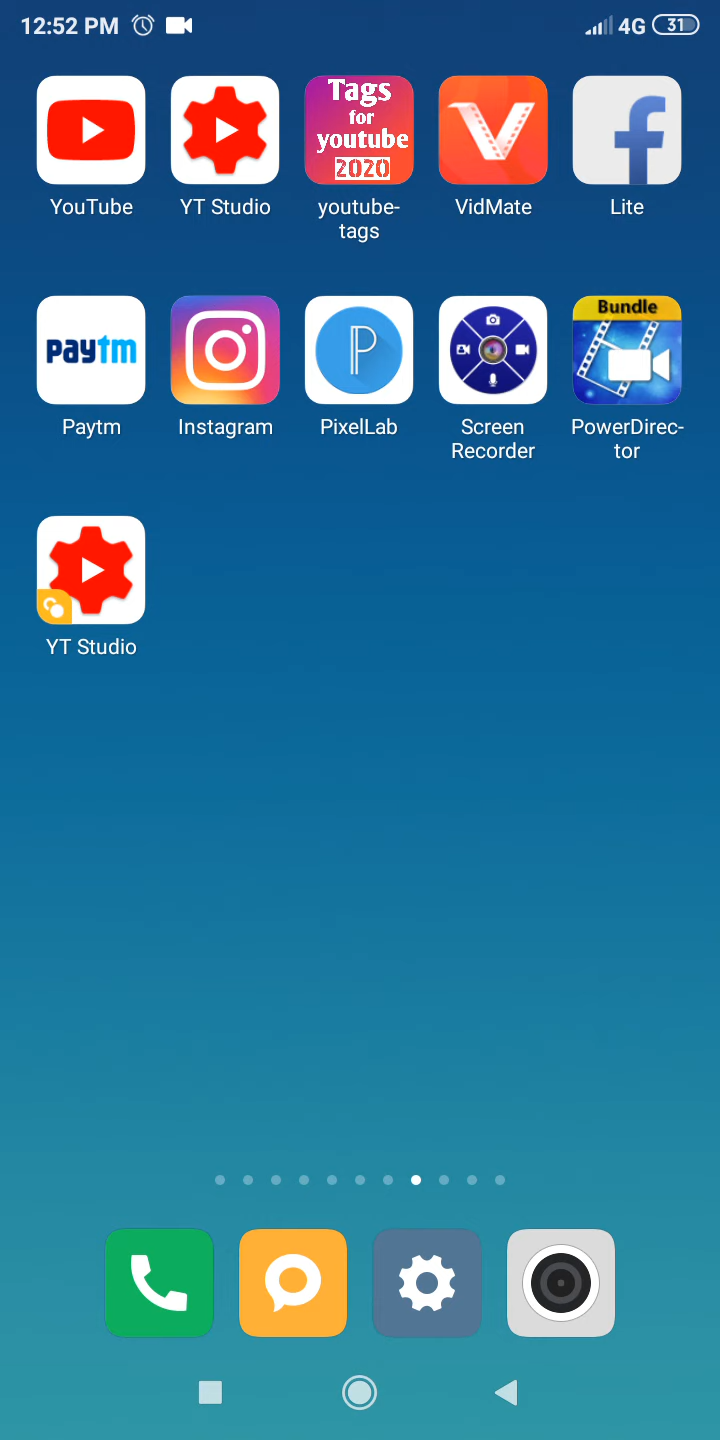 12:52 PM 4G 31
Tags
for
youtube
2020
YouTube YT Studio youtube-
tags VidMate Lite
paytm
Bundle
Paytm Instagram PixelLab Screen
Recorder PowerDirec-
tor
YT Studio